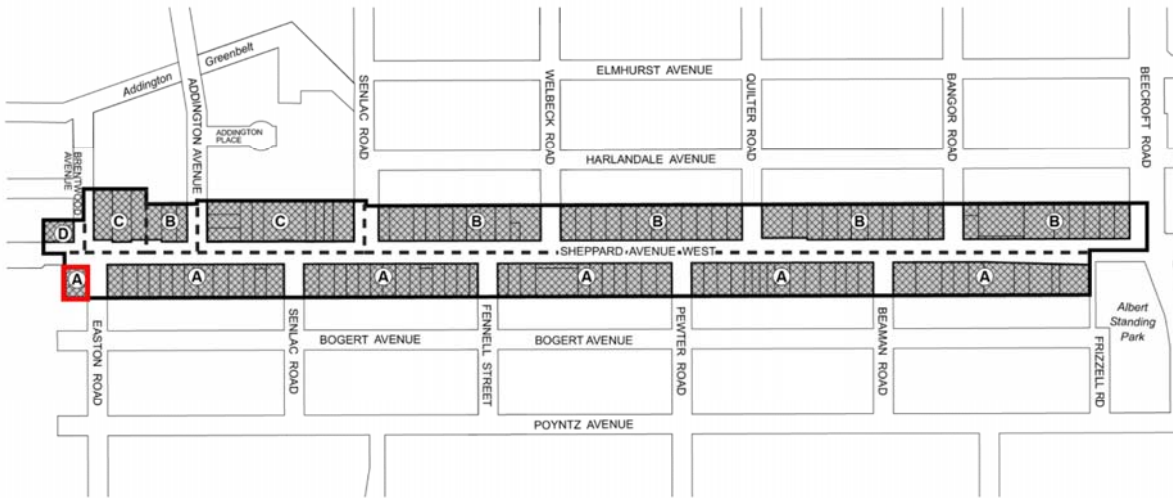 Addington Greenbelt
ADDINGTON AVENUE
ADDINGTON
PLACE
BRENTWOOD
AVENUE
SENLAC ROAD
WELBECK ROAD
ELMHURST AVENUE
QUILTER ROAD
BANGOR ROAD
BEECROFT ROAD
HARLANDALE AVENUE
D
C
B
C
B
B
B
B
SHEPPARD AVENUE WEST
A
A
A
A
A
A
EASTON ROAD
SENLAC ROAD
BOGERT AVENUE
FENNELL STREET
BOGERT AVENUE
PEWTER ROAD
BEAMAN ROAD
FRIZZELL RD
Albert
Standing
Park
POYNTZ AVENUE